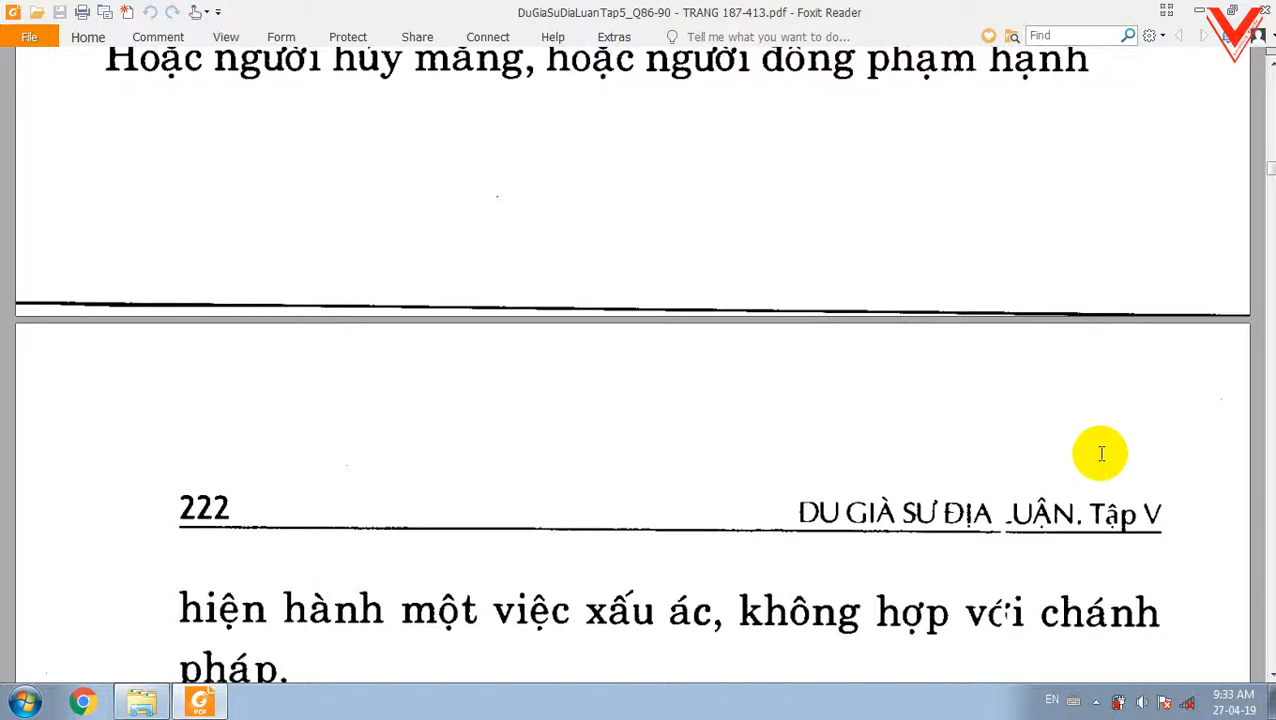 DuGiaSuDiaLuanTap5_Q86-90 - TRANG 187-413.pdf - Foxit Reader
File Home Comment View Form Protect Share Connect Help Extras Tell me what you want to do... Find
Hoặc người hủy mắng, hoặc người đồng phạm hạnh
222 DU GIÀ SƯ ĐỊA LUẬN. Tập V
hiện hành một việc xấu ác, không hợp với chánh
pháp.
EN 9:33 AM
27-04-19